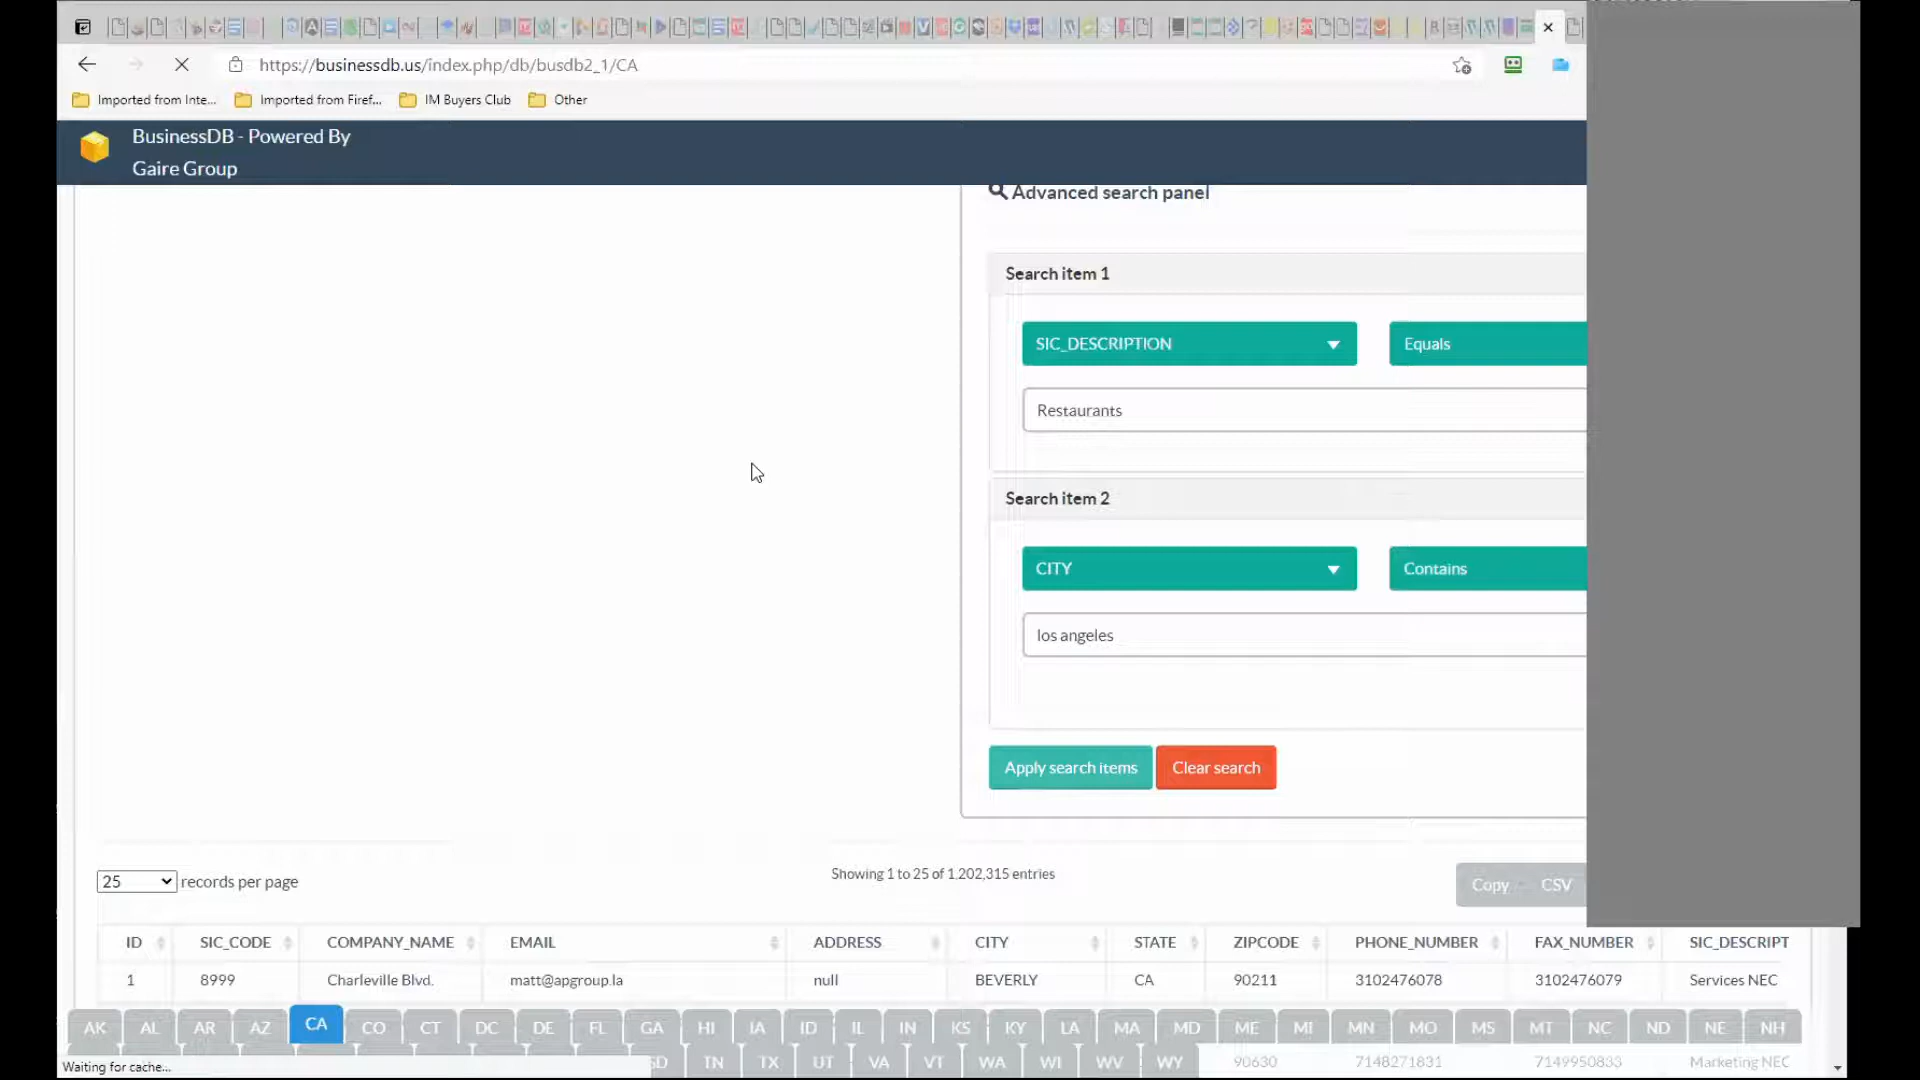 https://businessdb.us/index.php/db/busdb2_1/CA
Imported from Inte... Imported from Firef... IM Buyers Club Other
BusinessDB - Powered By
Gaire Group
Advanced search panel
Search item 1
SIC_DESCRIPTION Equals
Restaurants
Search item 2
CITY Contains
los angeles
Apply search items Clear search
25 records per page Showing 1 to 25 of 1,202,315 entries Copy CSV
ID SIC_CODE COMPANY_NAME EMAIL ADDRESS CITY STATE ZIPCODE PHONE_NUMBER FAX_NUMBER SIC_DESCRIPT
1 8999 Charleville Blvd. matt@apgroup.la null BEVERLY CA 90211 3102476078 3102476079 Services NEC
AK AL AR AZ CA CO CT DC DE FL GA HI IA ID IL IN KS KY LA MA MD ME MI MN MO MS MT NC ND NE NH
SD TN TX UT VA VT WA WI WV WY 90630 7148271831 7149950833 Marketing NEC
Waiting for cache...